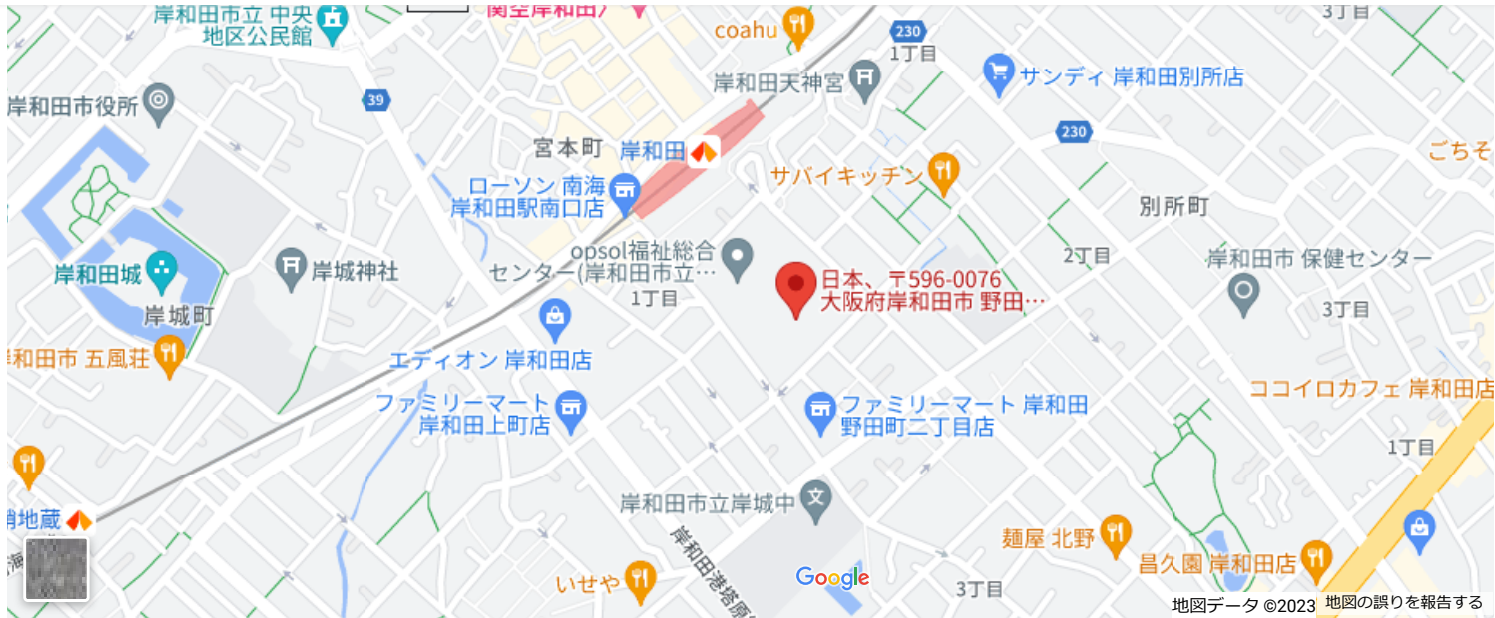 岸和田市立 中央
地区公民館
関空岸和田
coahu
230
3丁目
1丁目
岸和田天神宮
サンディ 岸和田別所店
岸和田市役所
39
230
宮本町
岸和田
ごちそ
サバイキッチン
ローソン 南海
岸和田駅南口店
別所町
opsol福祉総合
センター(岸和田市立…
2丁目
岸和田市 保健センター
岸和田城
岸城神社
1丁目
日本、〒596-0076
大阪府岸和田市 野田…
岸城町
3丁目
和田市 五風荘
エディオン 岸和田店
ココイロカフェ 岸和田店
ファミリーマート
岸和田上町店
ファミリーマート 岸和田
野田町二丁目店
1丁目
岸和田市立岸城中
地蔵
麺屋 北野
昌久園 岸和田店
岸和田港塔原
いせや
Google
3丁目
地図データ ©2023
地図の誤りを報告する